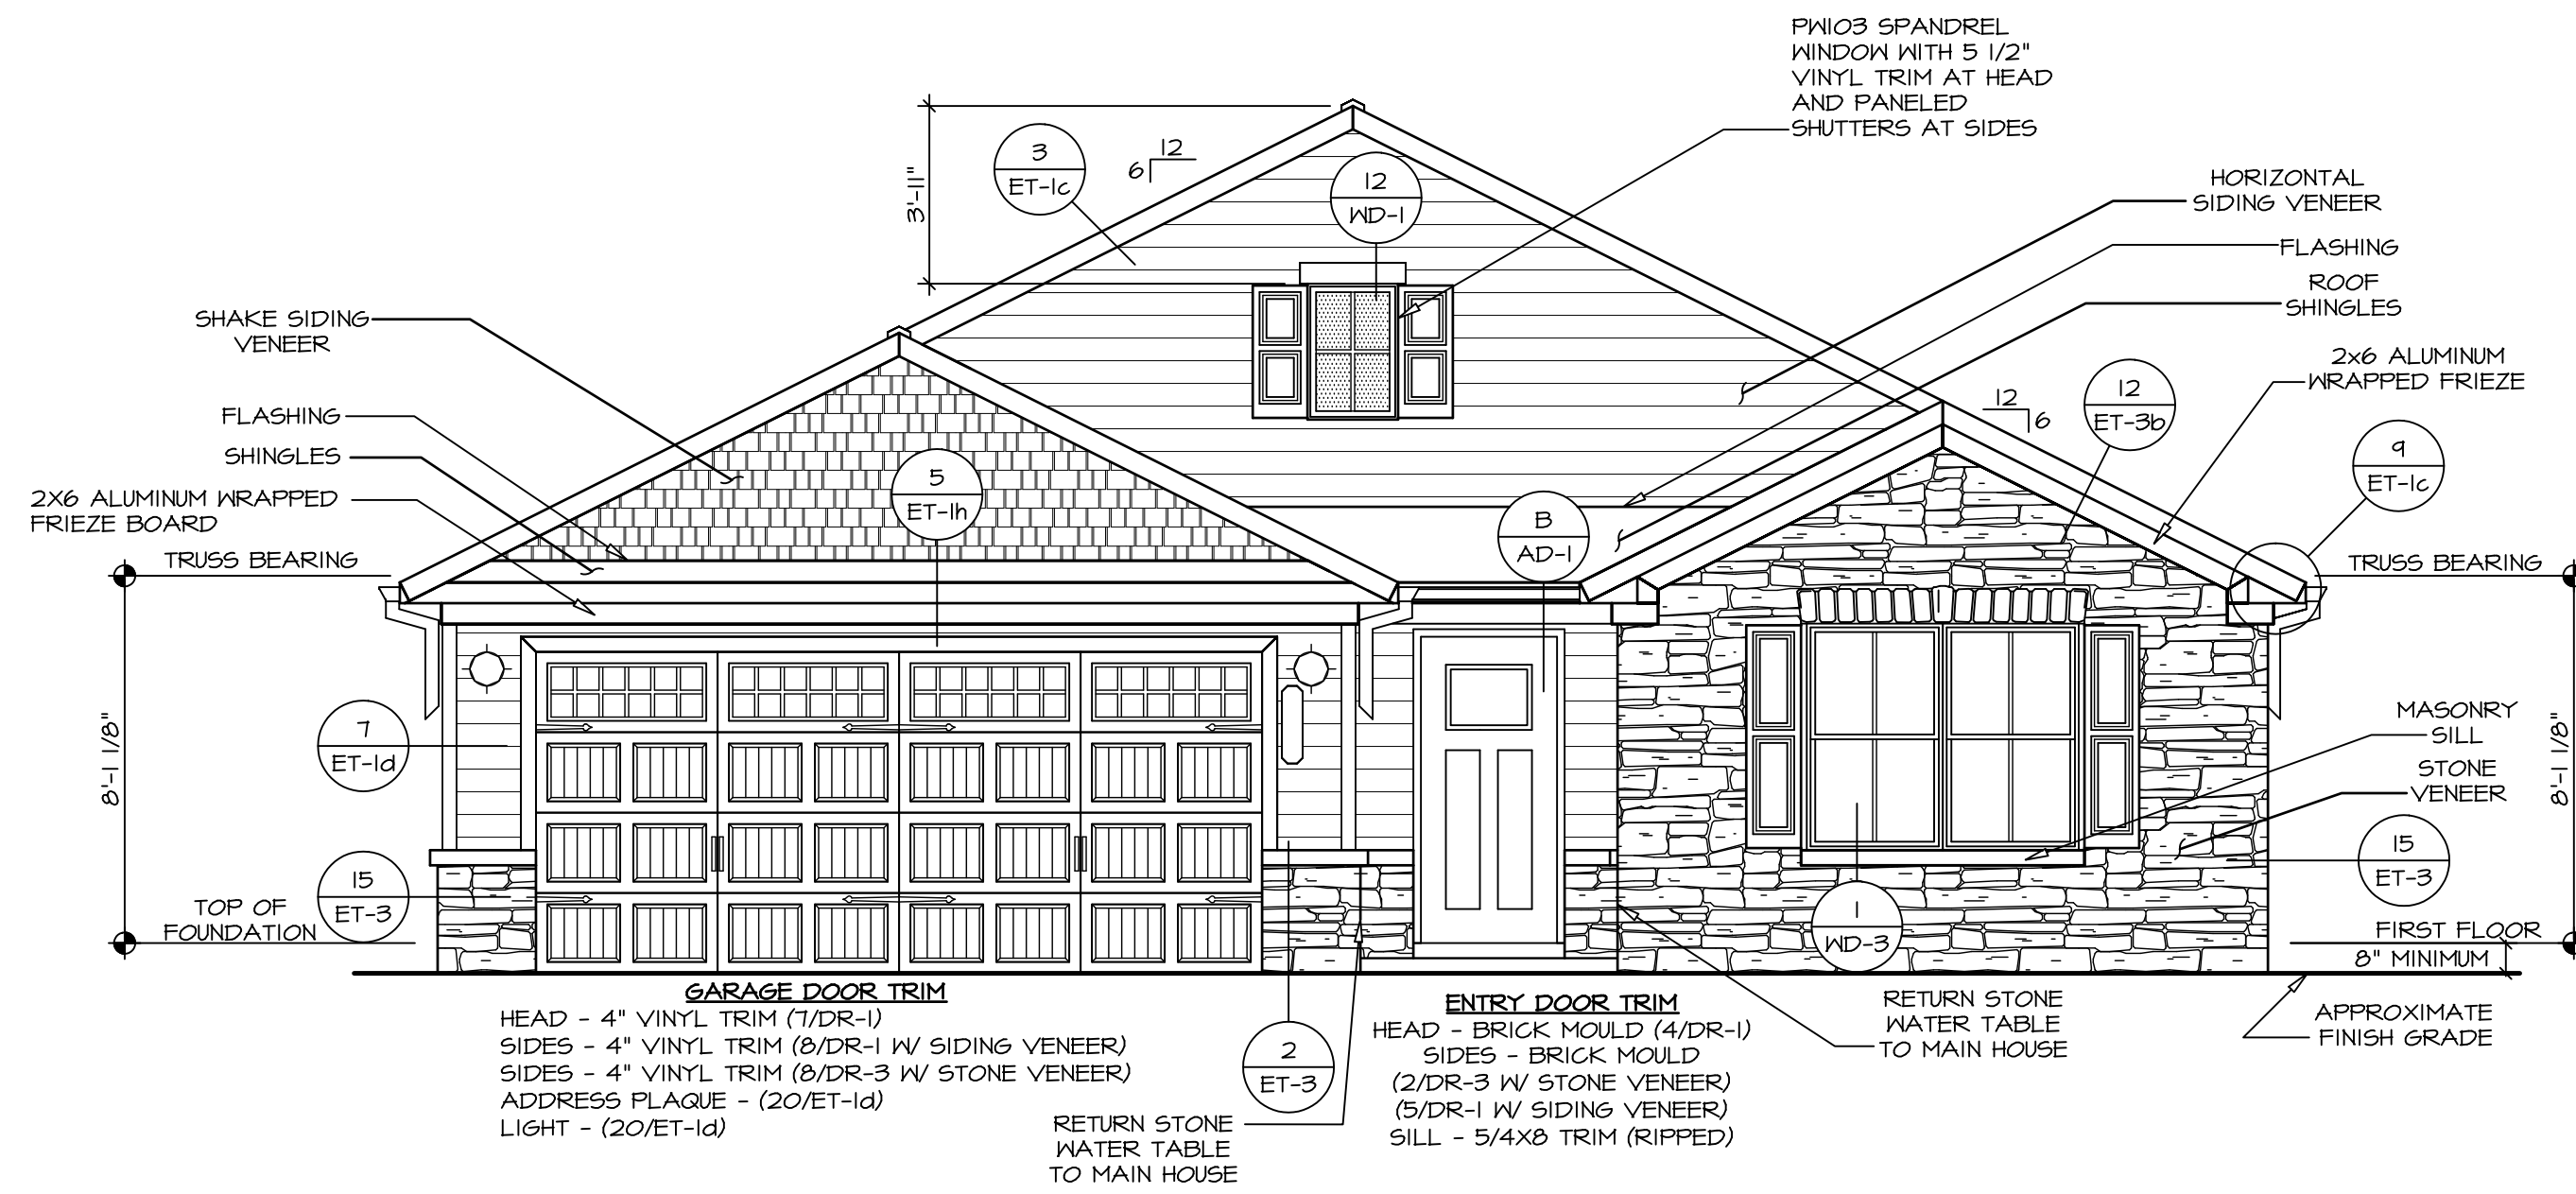 PW103 SPANDREL
WINDOW WITH 5 1/2"
VINYL TRIM AT HEAD
AND PANELED
SHUTTERS AT SIDES
3
ET-1c
12
6
3'-11"
12
WD-1
HORIZONTAL
SIDING VENEER
FLASHING
ROOF
SHINGLES
2x6 ALUMINUM
WRAPPED FRIEZE
12
6
12
ET-3b
9
ET-1c
SHAKE SIDING
VENEER
FLASHING
SHINGLES
2X6 ALUMINUM WRAPPED
FRIEZE BOARD
5
ET-1h
B
AD-1
TRUSS BEARING
TRUSS BEARING
8'-1 1/8"
7
ET-1d
15
ET-3
TOP OF
FOUNDATION
MASONRY
SILL
STONE
VENEER
8'-1 1/8"
15
ET-3
1
WD-3
FIRST FLOOR
8" MINIMUM
GARAGE DOOR TRIM
HEAD - 4" VINYL TRIM (7/DR-1)
SIDES - 4" VINYL TRIM (8/DR-1 W/ SIDING VENEER)
SIDES - 4" VINYL TRIM (8/DR-3 W/ STONE VENEER)
ADDRESS PLAQUE - (20/ET-1d)
LIGHT - (20/ET-1d)
2
ET-3
RETURN STONE
WATER TABLE
TO MAIN HOUSE
ENTRY DOOR TRIM
HEAD - BRICK MOULD (4/DR-1)
SIDES - BRICK MOULD
(2/DR-3 W/ STONE VENEER)
(5/DR-1 W/ SIDING VENEER)
SILL - 5/4X8 TRIM (RIPPED)
RETURN STONE
WATER TABLE
TO MAIN HOUSE
APPROXIMATE
FINISH GRADE